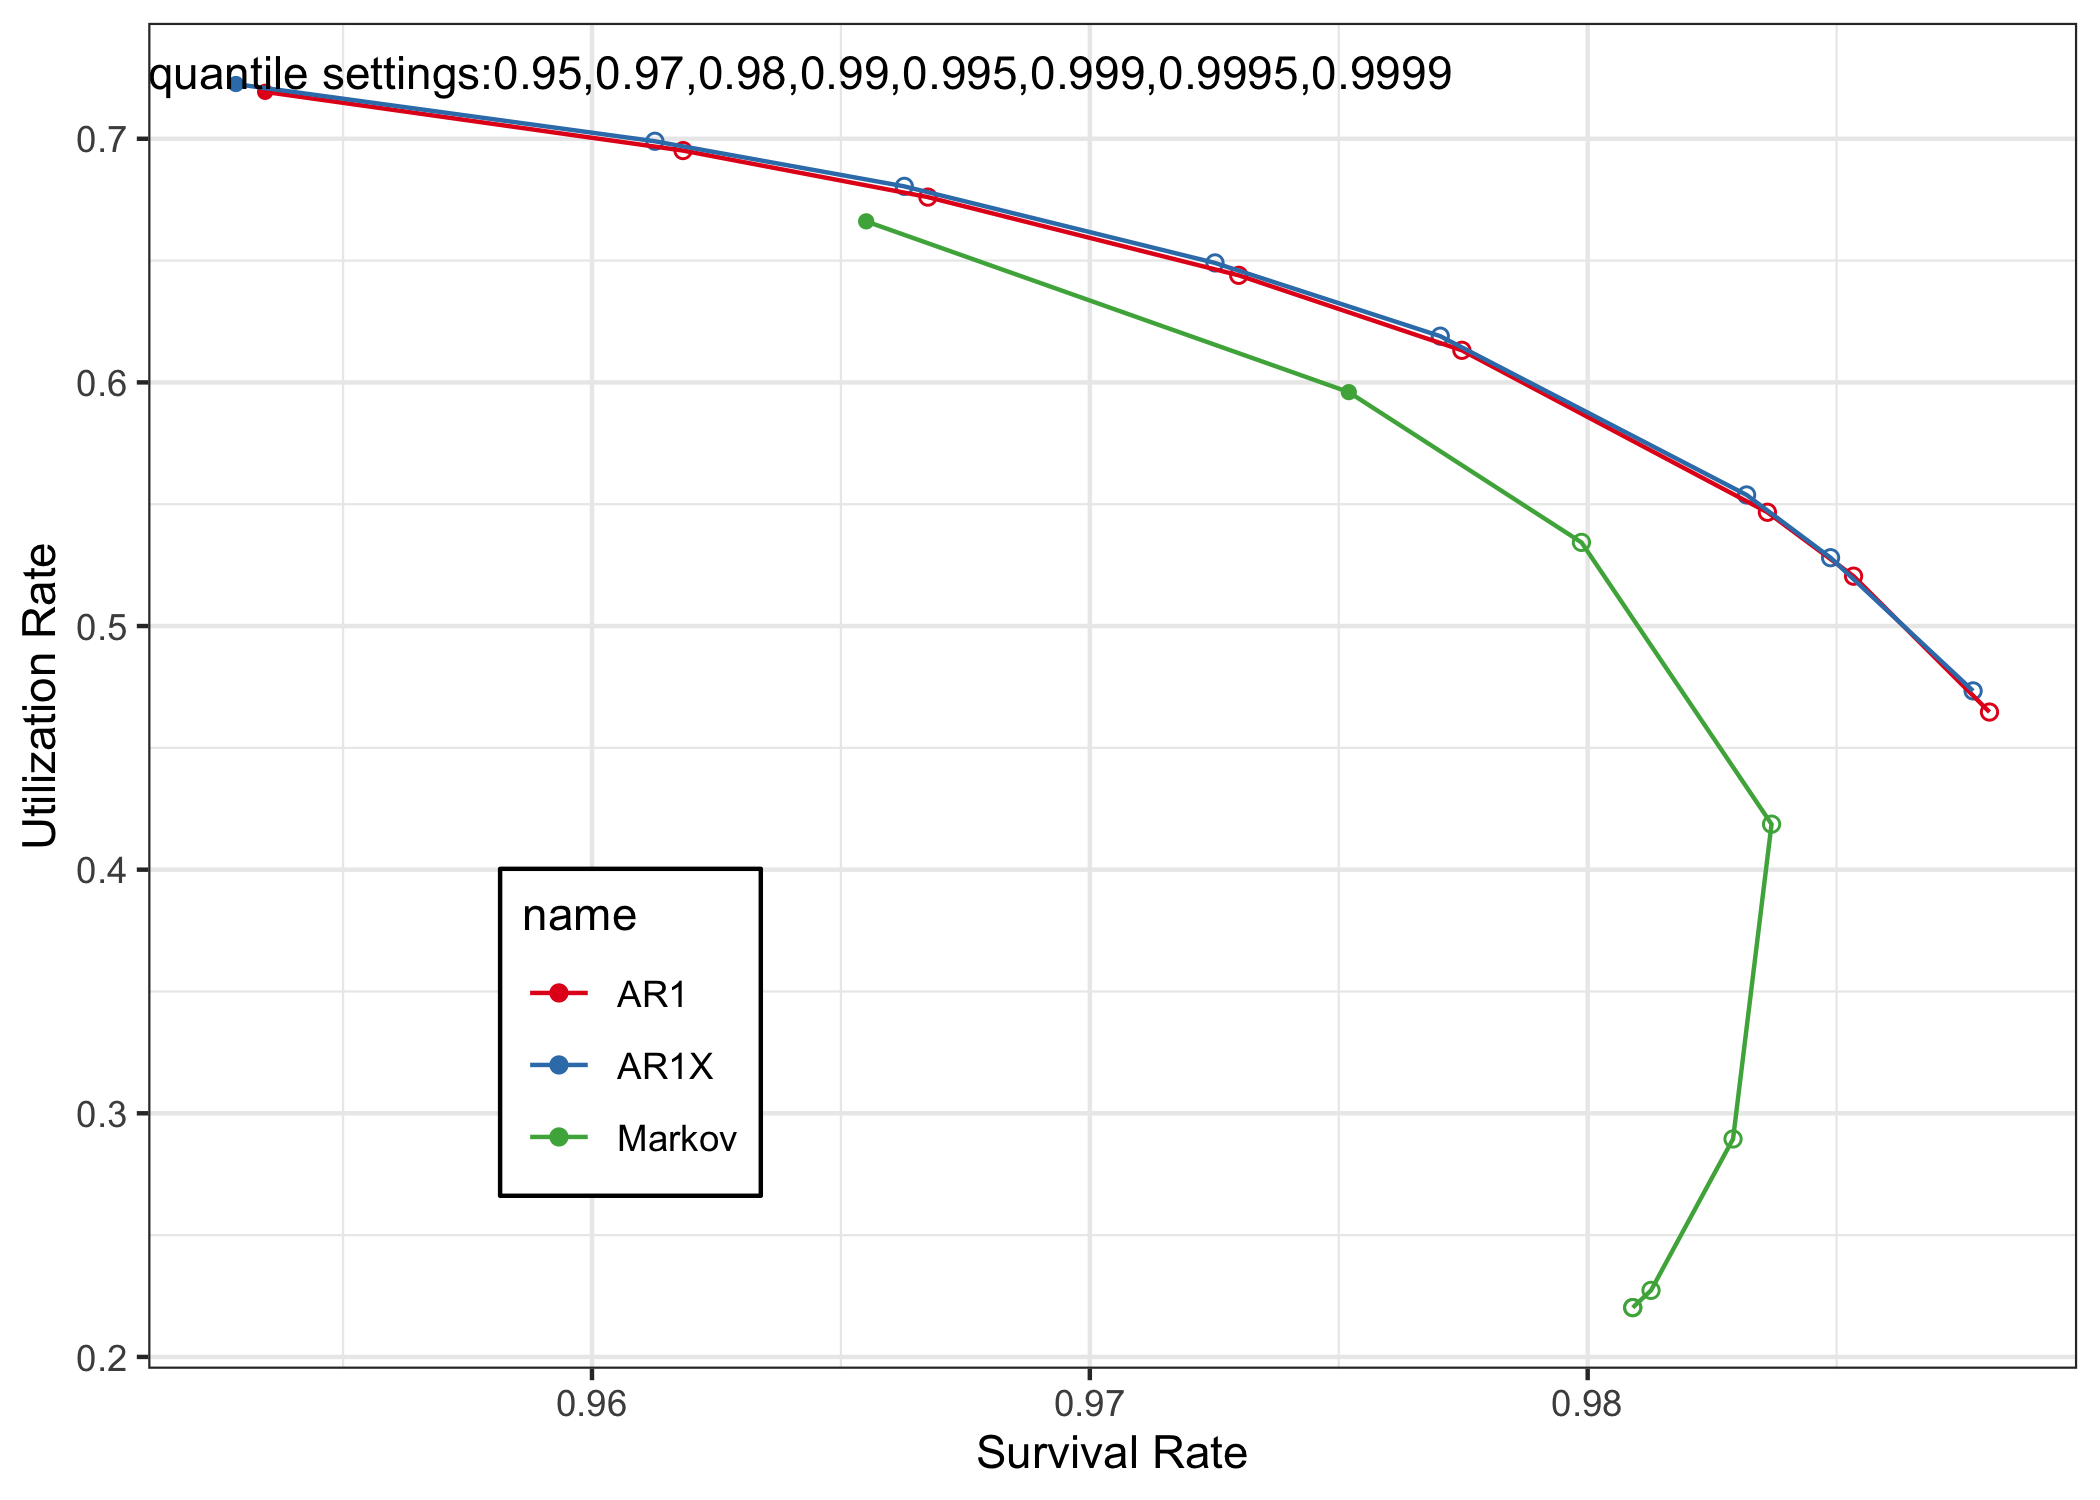 quantile settings:0.95,0.97,0.98,0.99,0.995,0.999,0.9995,0.9999
0.7
0.6
0.5
0.4
0.3
0.2
Utilization Rate
name
AR1
AR1X
Markov
0.96
0.97
0.98
Survival Rate